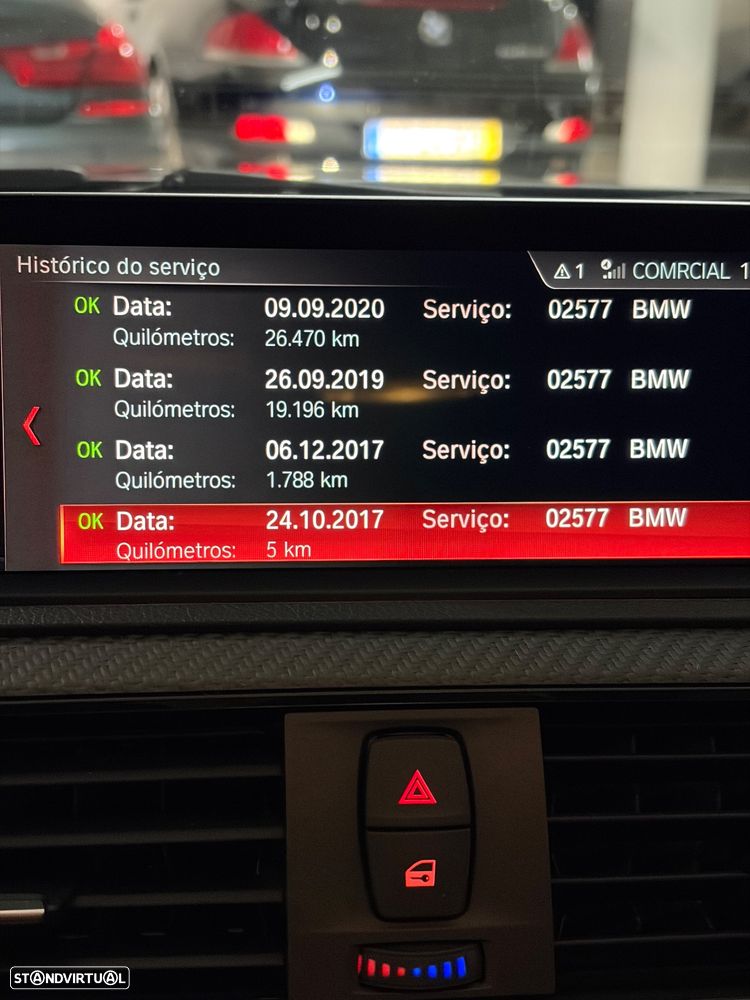 Histórico do serviço
1 COMRCIAL 1
OK Data: 09.09.2020 Serviço: 02577 BMW
Quilómetros: 26.470 km
OK Data: 26.09.2019 Serviço: 02577 BMW
Quilómetros: 19.196 km
OK Data: 06.12.2017 Serviço: 02577 BMW
Quilómetros: 1.788 km
OK Data: 24.10.2017 Serviço: 02577 BMW
Quilómetros: 5 km
STANDVIRTUAL